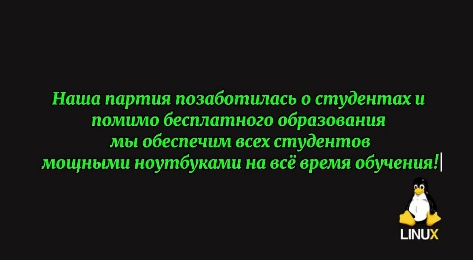 Наша партия позаботилась о студентах и
помимо бесплатного образования
мы обеспечим всех студентов
мощными ноутбуками на всё время обучения!
LINUX